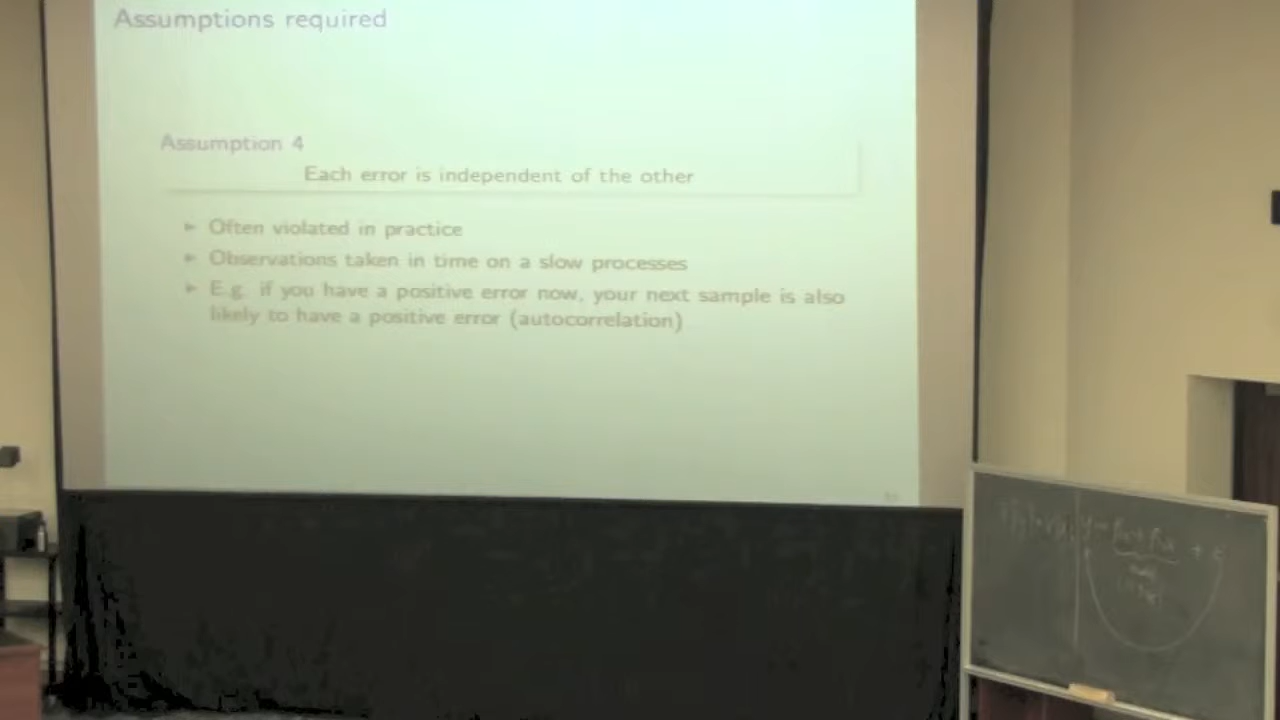 Assumptions required
Assumption 4
Each error is independent of the other
Often violated in practice
Observations taken in time on a slow processes
E.g. if you have a positive error now, your next sample is also
likely to have a positive error (autocorrelation)